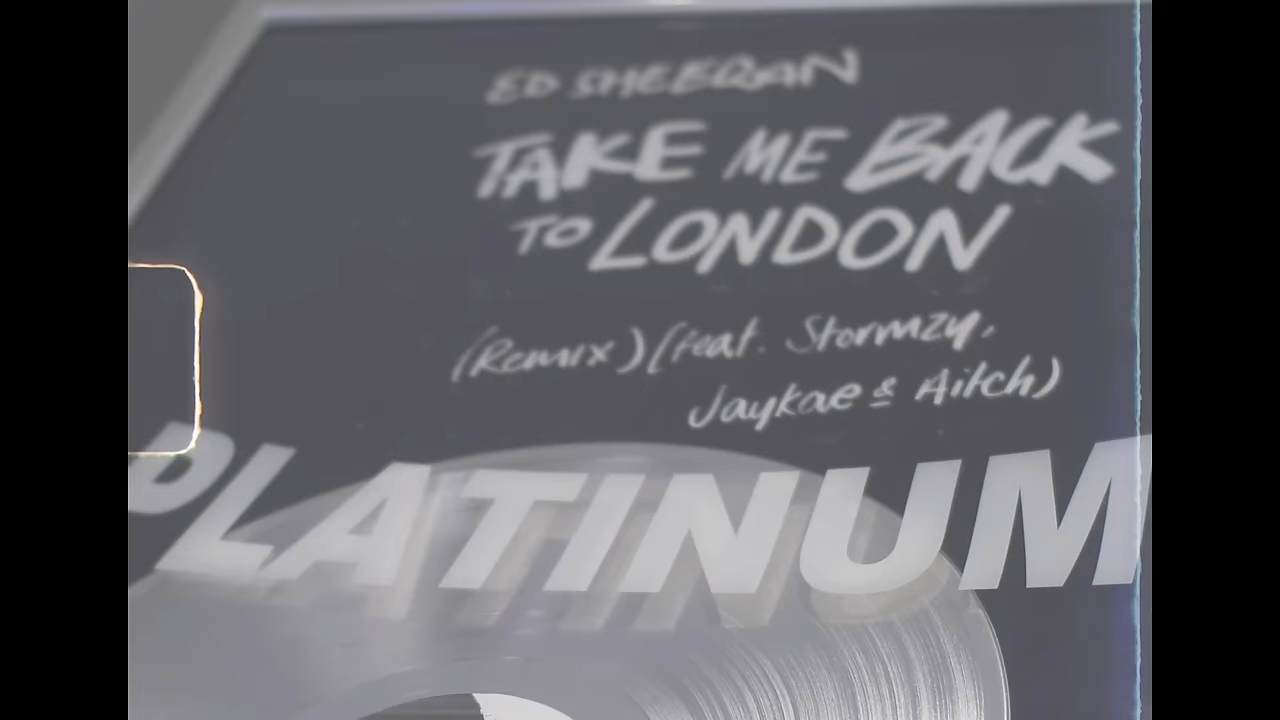 ED SHEERAN
TAKE ME BACK
TO LONDON
(Remix) (feat. Stormzy,
Jaykae & Aitch)
PLATINUM